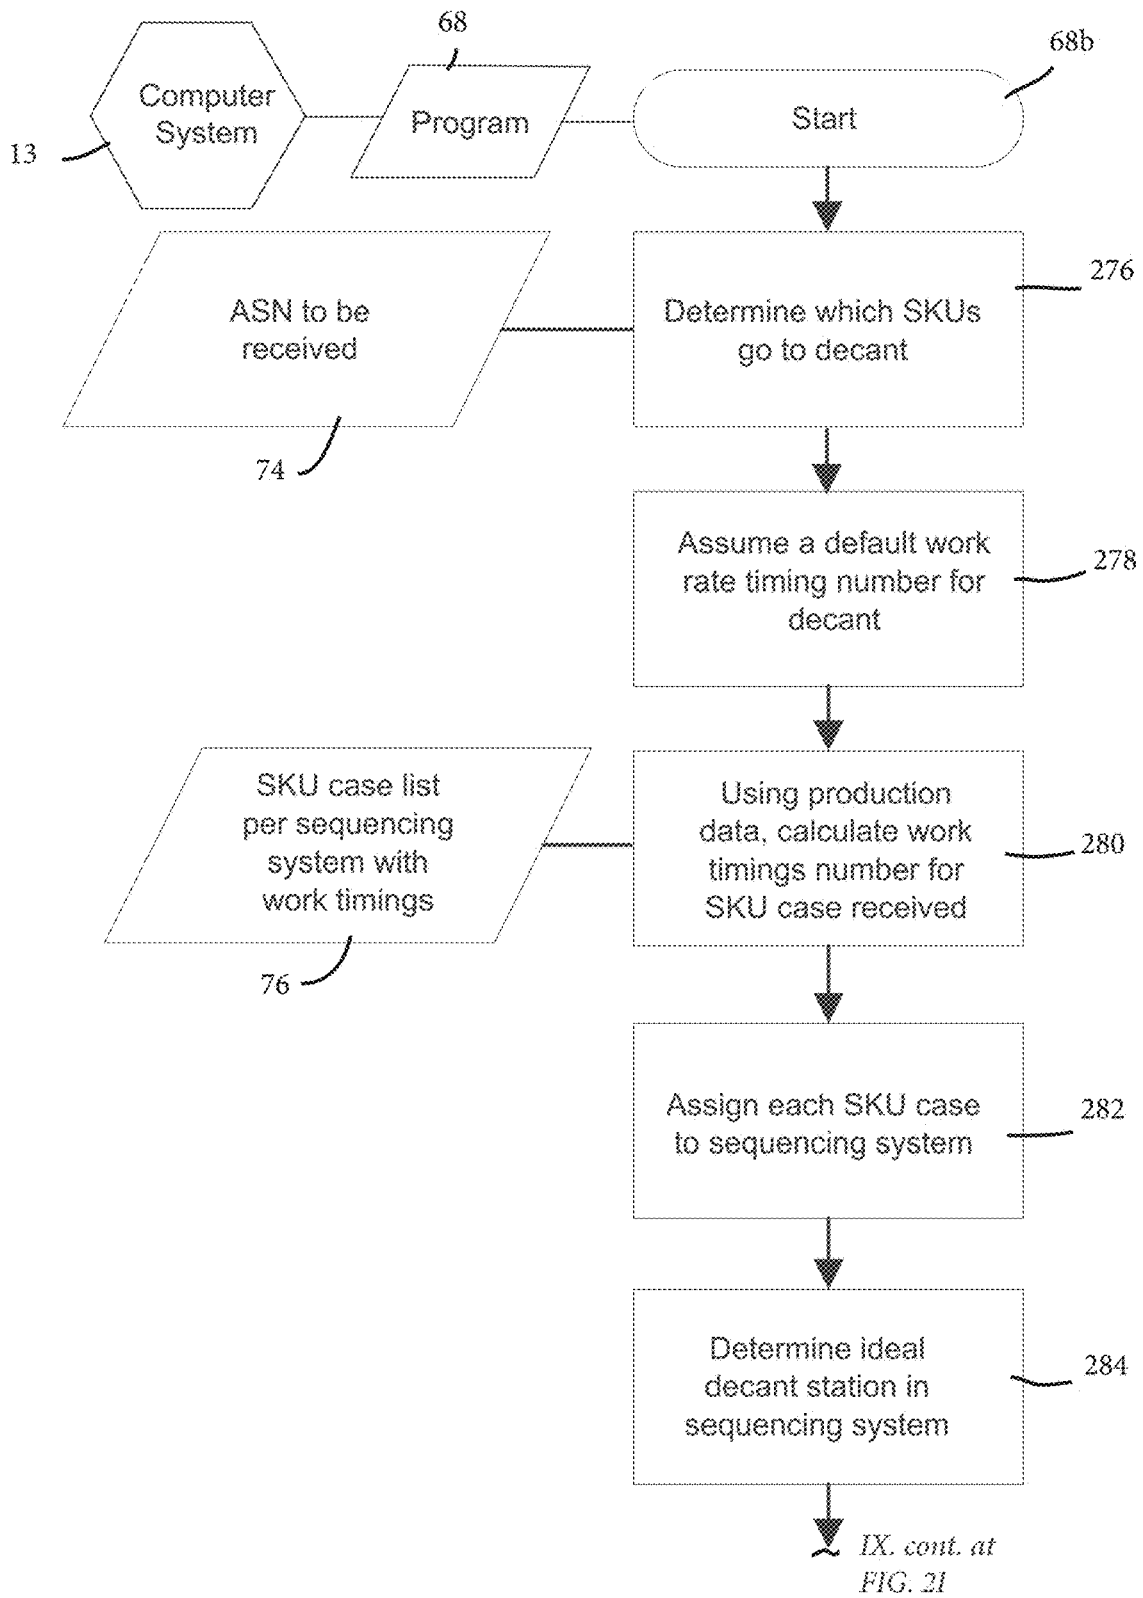 68
68b
Computer
System
Program
Start
13
276
ASN to be
received
Determine which SKUs
go to decant
74
278
Assume a default work
rate timing number for
decant
SKU case list
per sequencing
system with
work timings
Using production
data, calculate work
timings number for
SKU case received
280
76
282
Assign each SKU case
to sequencing system
284
Determine ideal
decant station in
sequencing system
IX. cont. at
FIG. 2I